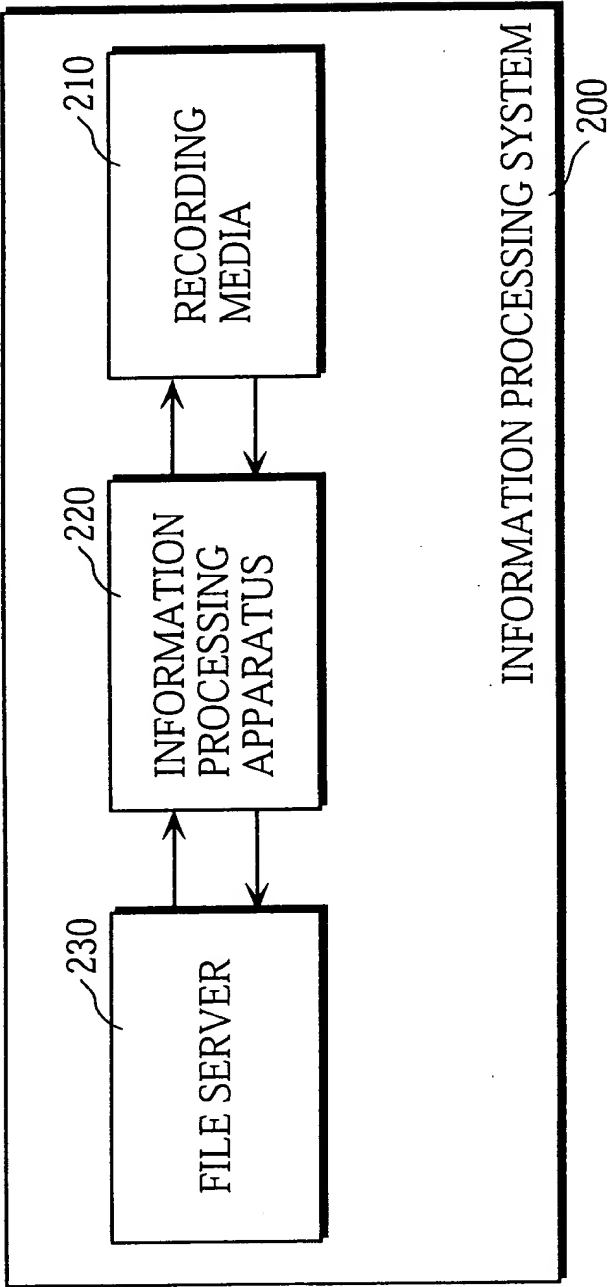 230
FILE SERVER
220
INFORMATION
PROCESSING
APPARATUS
210
RECORDING
MEDIA
INFORMATION PROCESSING SYSTEM
200